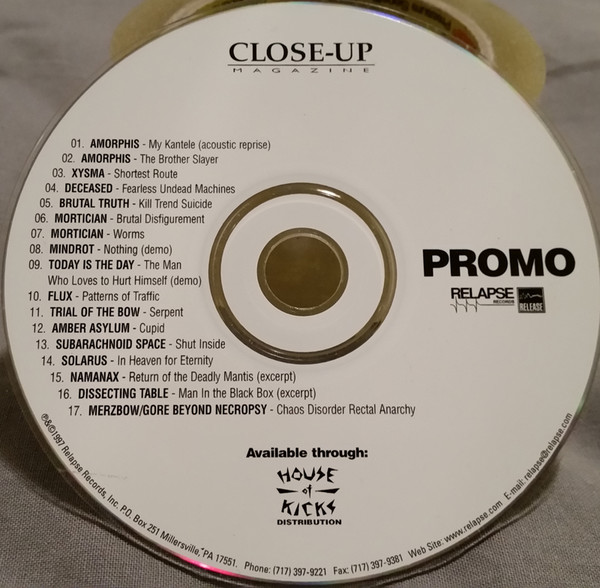 CLOSE-UP
MAGAZINE
01. AMORPHIS - My Kantele (acoustic reprise)
02. AMORPHIS - The Brother Slayer
03. XYSMA - Shortest Route
04. DECEASED - Fearless Undead Machines
05. BRUTAL TRUTH - Kill Trend Suicide
06. MORTICIAN - Brutal Disfigurement
07. MORTICIAN - Worms
08. MINDROT - Nothing (demo)
09. TODAY IS THE DAY - The Man
Who Loves to Hurt Himself (demo)
10. FLUX - Patterns of Traffic
11. TRIAL OF THE BOW - Serpent
12. AMBER ASYLUM - Cupid
13. SUBARACHNOID SPACE - Shut Inside
14. SOLARUS - In Heaven for Eternity
15. NAMANAX - Return of the Deadly Mantis (excerpt)
16. DISSECTING TABLE - Man In the Black Box (excerpt)
17. MERZBOW/GORE BEYOND NECROPSY - Chaos Disorder Rectal Anarchy
PROMO
RELAPSE
RECORDS
RELEASE
Available through:
HOUSE
of
KICKS
DISTRIBUTION
℗&©1997 Relapse Records, Inc. P.O. Box 251 Millersville, PA 17551. Phone: (717) 397-9221 Fax: (717) 397-9381 Web Site: www.relapse.com E-mail: relapse@relapse.com